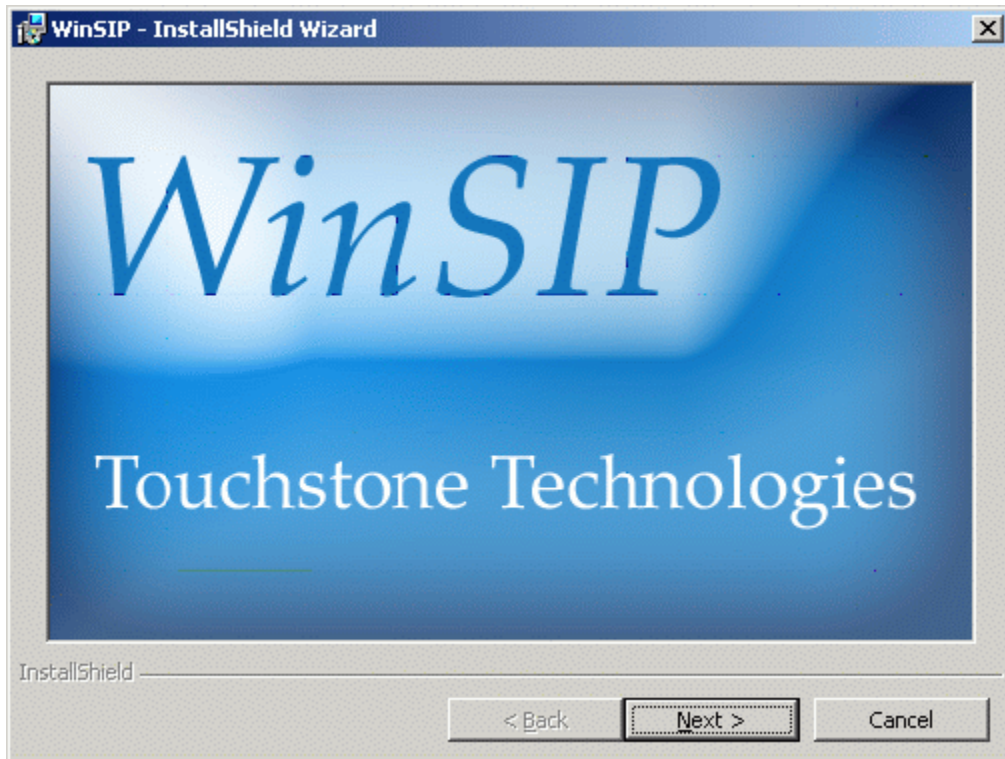 WinSIP - InstallShield Wizard
WinSIP
Touchstone Technologies
InstallShield
< Back
Next >
Cancel